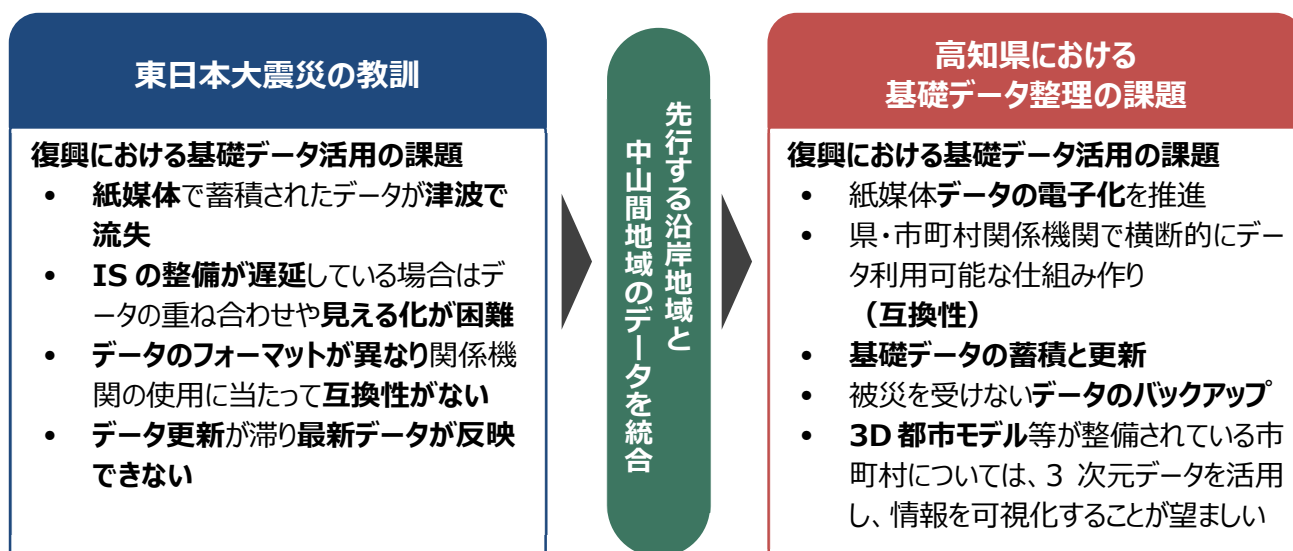 東日本大震災の教訓
復興における基礎データ活用の課題
• 紙媒体で蓄積されたデータが津波で
流失
• IS の整備が遅延している場合はデ
ータの重ね合わせや見える化が困難
• データのフォーマットが異なり関係機
関の使用に当たって互換性がない
• データ更新が滞り最新データが反映
できない
先行する沿岸地域と
中山間地域のデータを統合
高知県における
基礎データ整理の課題
復興における基礎データ活用の課題
• 紙媒体データの電子化を推進
• 県・市町村関係機関で横断的にデー
タ利用可能な仕組み作り
（互換性）
• 基礎データの蓄積と更新
• 被災を受けないデータのバックアップ
• 3D 都市モデル等が整備されている市
町村については、3 次元データを活用
し、情報を可視化することが望ましい